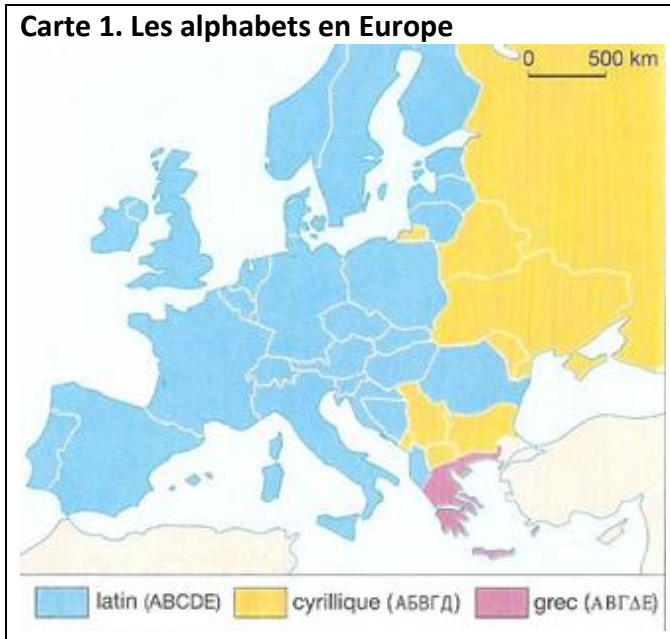 Carte 1. Les alphabets en Europe
0 500 km
latin (ABCDE) cyrillique (АБВГД) grec (ΑΒΓΔΕ)